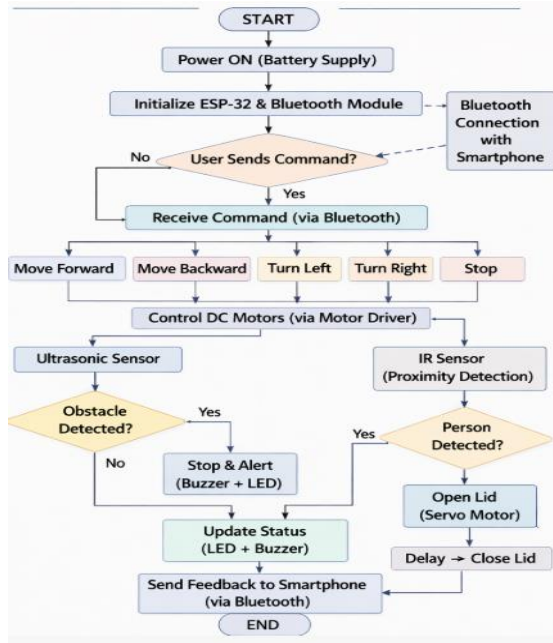 START
Power ON (Battery Supply)
Initialize ESP-32 & Bluetooth Module
Bluetooth
Connection
with
Smartphone
User Sends Command?
No
Yes
Receive Command (via Bluetooth)
Move Forward
Move Backward
Turn Left
Turn Right
Stop
Control DC Motors (via Motor Driver)
Ultrasonic Sensor
IR Sensor
(Proximity Detection)
Obstacle
Detected?
Yes
No
Stop & Alert
(Buzzer + LED)
Person
Detected?
Yes
Open Lid
(Servo Motor)
Update Status
(LED + Buzzer)
Delay → Close Lid
Send Feedback to Smartphone
(via Bluetooth)
END